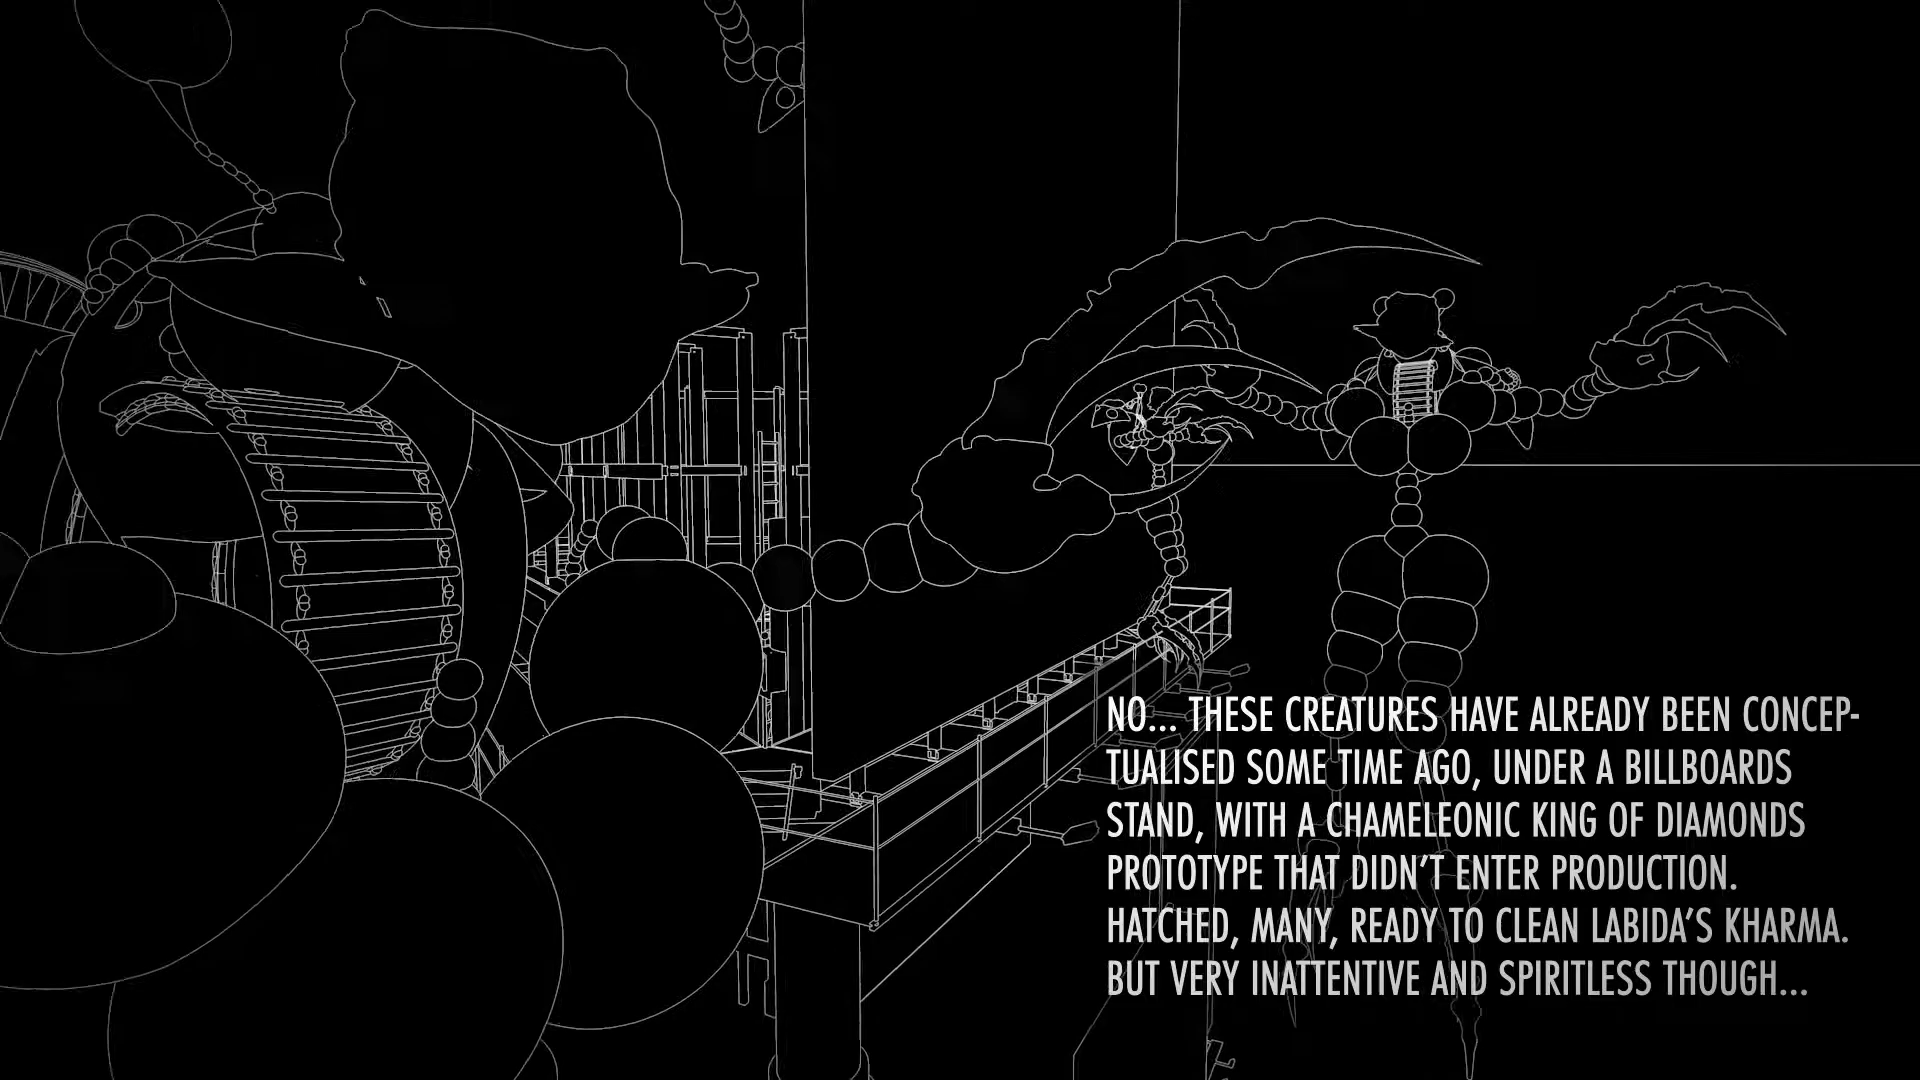 NO... THESE CREATURES HAVE ALREADY BEEN CONCEP-
TUALISED SOME TIME AGO, UNDER A BILLBOARDS
STAND, WITH A CHAMELEONIC KING OF DIAMONDS
PROTOTYPE THAT DIDN'T ENTER PRODUCTION.
HATCHED, MANY, READY TO CLEAN LABIDA'S KHARMA.
BUT VERY INATTENTIVE AND SPIRITLESS THOUGH...